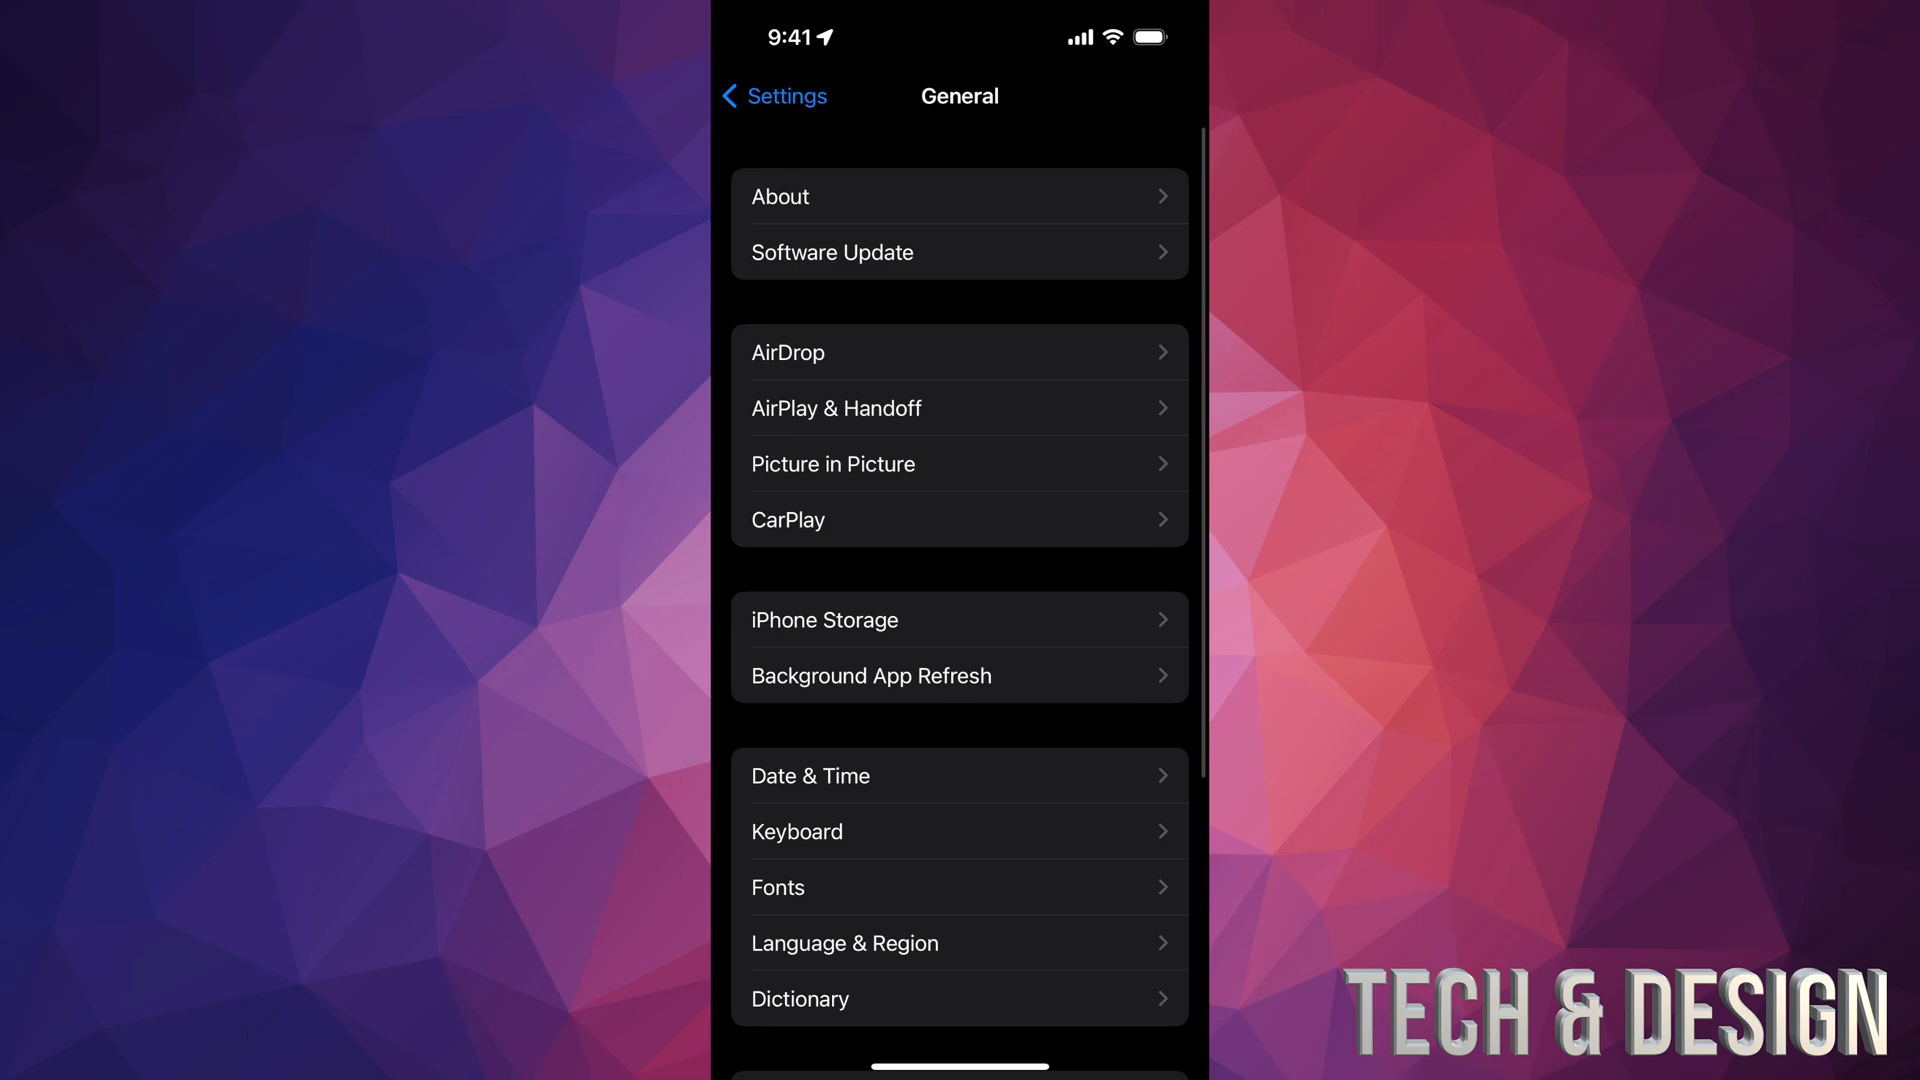 9:41
Settings
General
About
Software Update
AirDrop
AirPlay & Handoff
Picture in Picture
CarPlay
iPhone Storage
Background App Refresh
Date & Time
Keyboard
Fonts
Language & Region
Dictionary
TECH & DESIGN